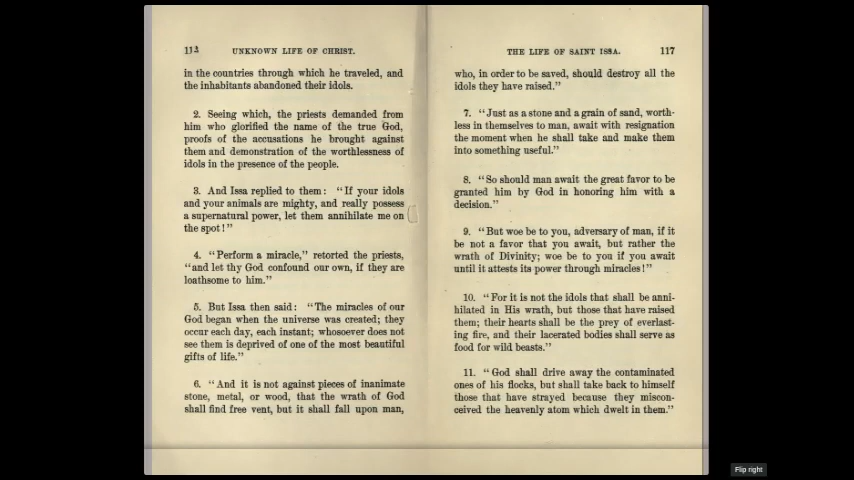 112 UNKNOWN LIFE OF CHRIST.
in the countries through which he traveled, and
the inhabitants abandoned their idols.
2. Seeing which, the priests demanded from
him who glorified the name of the true God,
proofs of the accusations he brought against
them and demonstration of the worthlessness of
idols in the presence of the people.
3. And Issa replied to them: "If your idols
and your animals are mighty, and really possess
a supernatural power, let them annihilate me on
the spot!"
4. "Perform a miracle," retorted the priests,
"and let thy God confound our own, if they are
loathsome to him."
5. But Issa then said: "The miracles of our
God began when the universe was created; they
occur each day, each instant; whosoever does not
see them is deprived of one of the most beautiful
gifts of life."
6. "And it is not against pieces of inanimate
stone, metal, or wood, that the wrath of God
shall find free vent, but it shall fall upon man,
THE LIFE OF SAINT ISSA. 117
who, in order to be saved, should destroy all the
idols they have raised."
7. "Just as a stone and a grain of sand, worth-
less in themselves to man, await with resignation
the moment when he shall take and make them
into something useful."
8. "So should man await the great favor to be
granted him by God in honoring him with a
decision."
9. "But woe be to you, adversary of man, if it
be not a favor that you await, but rather the
wrath of Divinity; woe be to you if you await
until it attests its power through miracles!"
10. "For it is not the idols that shall be anni-
hilated in His wrath, but those that have raised
them; their hearts shall be the prey of everlast-
ing fire, and their lacerated bodies shall serve as
food for wild beasts."
11. "God shall drive away the contaminated
ones of his flocks, but shall take back to himself
those that have strayed because they miscon-
ceived the heavenly atom which dwelt in them."
Flip right